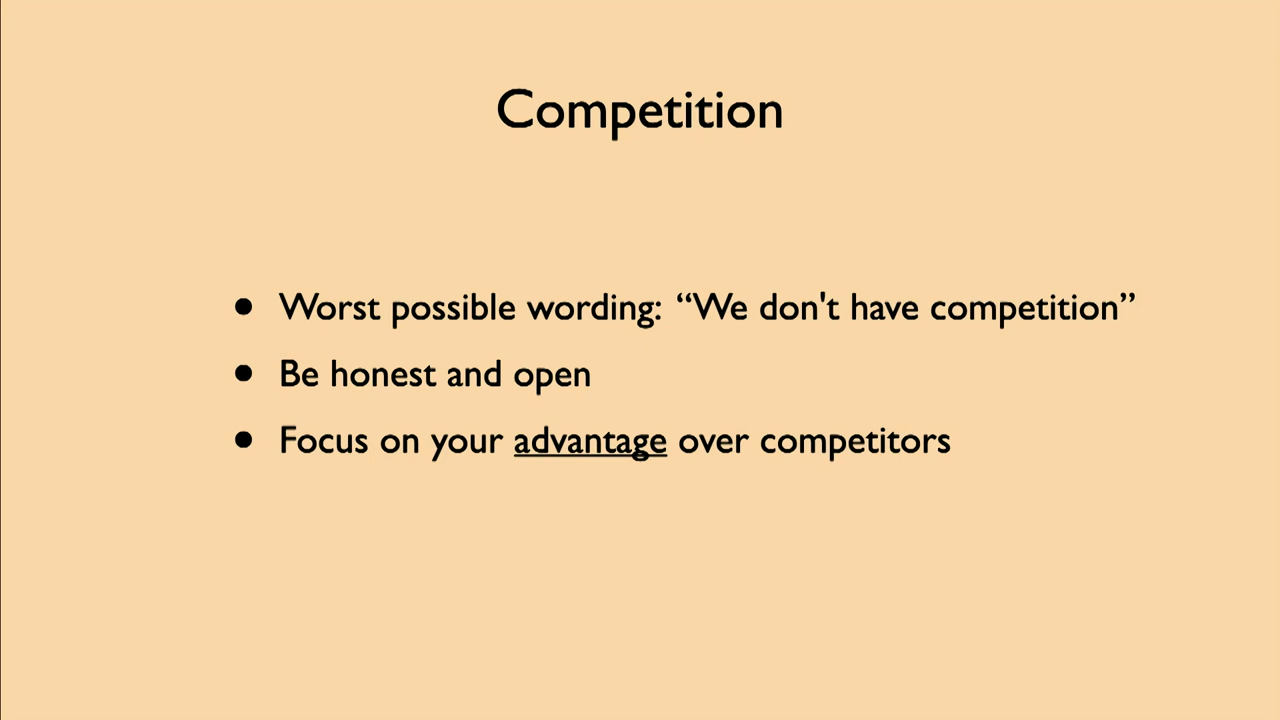 Competition
• Worst possible wording: “We don't have competition”
• Be honest and open
• Focus on your advantage over competitors